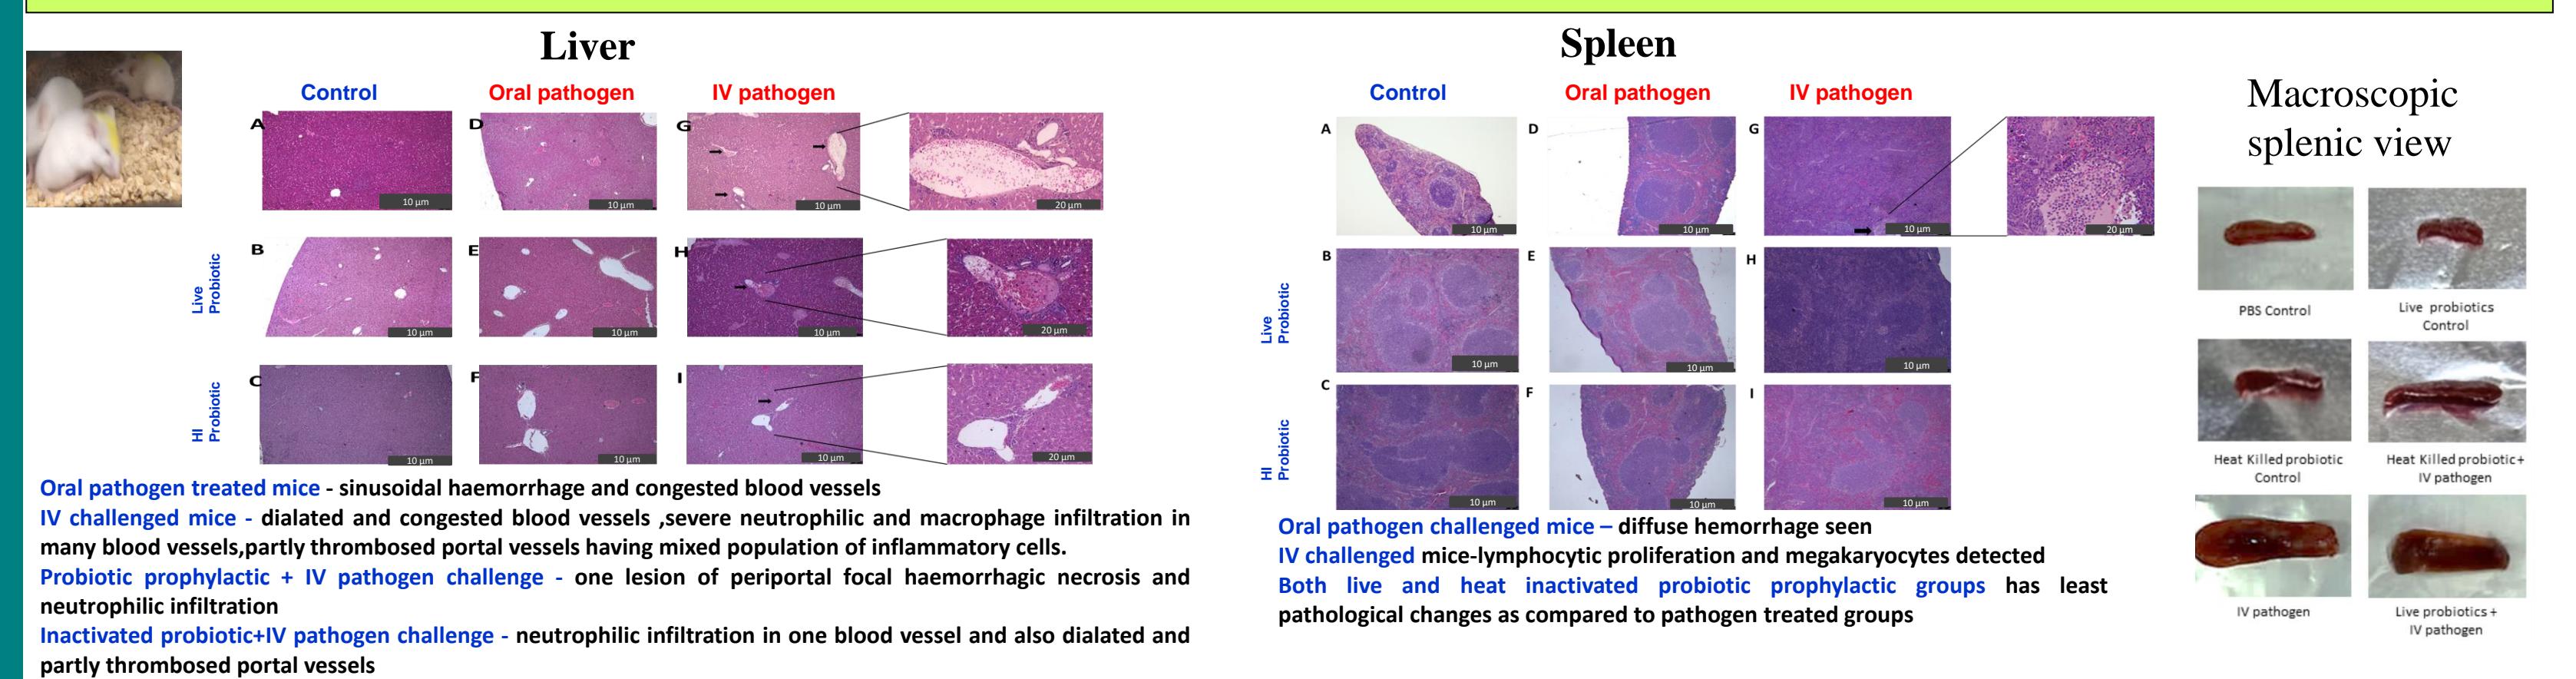 Liver
Control
Oral pathogen
IV pathogen
A
10 µm
D
10 µm
G
10 µm
20 µm
Live
Probiotic
B
10 µm
E
10 µm
H
10 µm
20 µm
HI
Probiotic
C
10 µm
F
10 µm
I
10 µm
20 µm
Oral pathogen treated mice - sinusoidal haemorrhage and congested blood vessels
IV challenged mice - dialated and congested blood vessels ,severe neutrophilic and macrophage infiltration in
many blood vessels,partly thrombosed portal vessels having mixed population of inflammatory cells.
Probiotic prophylactic + IV pathogen challenge - one lesion of periportal focal haemorrhagic necrosis and
neutrophilic infiltration
Inactivated probiotic+IV pathogen challenge - neutrophilic infiltration in one blood vessel and also dialated and
partly thrombosed portal vessels
Spleen
Control
Oral pathogen
IV pathogen
A
10 µm
D
10 µm
G
10 µm
20 µm
Live
Probiotic
B
10 µm
E
10 µm
H
10 µm
HI
Probiotic
C
10 µm
F
10 µm
I
10 µm
Oral pathogen challenged mice – diffuse hemorrhage seen
IV challenged mice-lymphocytic proliferation and megakaryocytes detected
Both live and heat inactivated probiotic prophylactic groups has least
pathological changes as compared to pathogen treated groups
Macroscopic
splenic view
PBS Control
Live probiotics
Control
Heat Killed probiotic
Control
Heat Killed probiotic+
IV pathogen
IV pathogen
Live probiotics +
IV pathogen